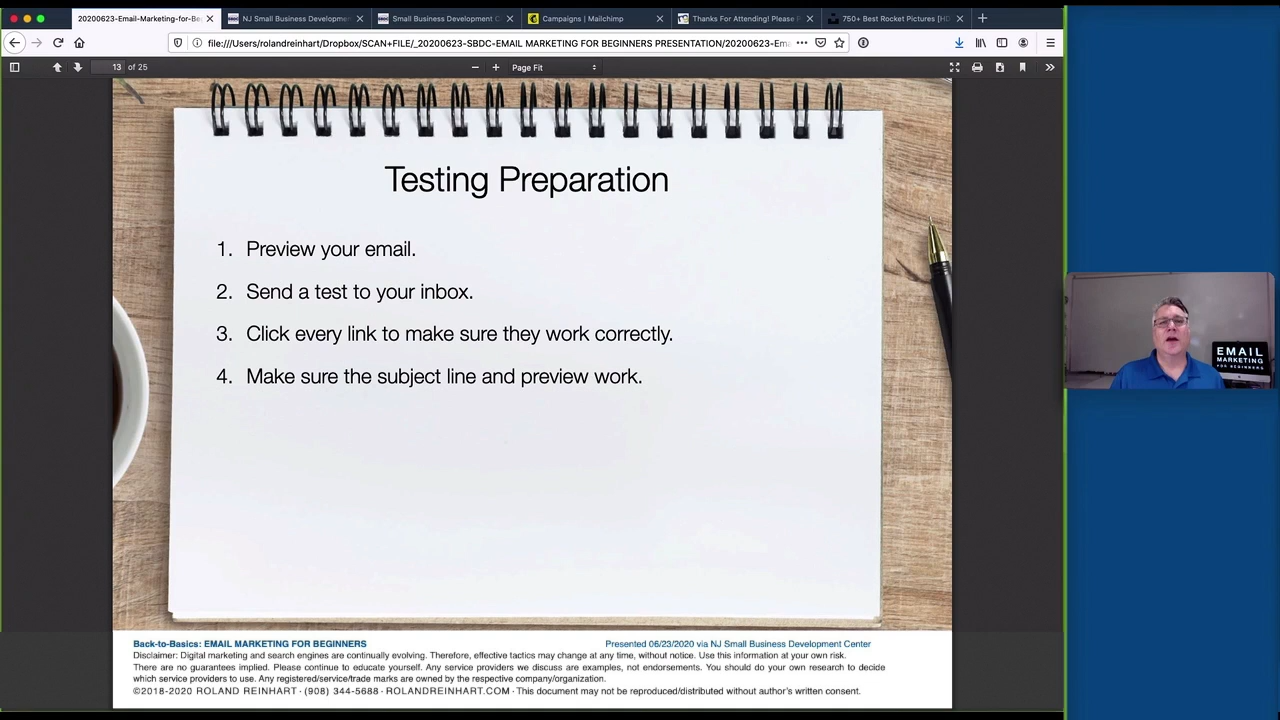 20200623-Email-Marketing-for-Be
NJ Small Business Developmen
Small Business Development C
Campaigns | Mailchimp
Thanks For Attending! Please F
750+ Best Rocket Pictures [HD
file:///Users/rolandreinhart/Dropbox/SCAN+FILE/_20200623-SBDC-EMAIL MARKETING FOR BEGINNERS PRESENTATION/20200623-Ema
13 of 25
Page Fit
Testing Preparation
1. Preview your email.
2. Send a test to your inbox.
3. Click every link to make sure they work correctly.
4. Make sure the subject line and preview work.
EMAIL
MARKETING
FOR BEGINNERS
Back-to-Basics: EMAIL MARKETING FOR BEGINNERS
Presented 06/23/2020 via NJ Small Business Development Center
Disclaimer: Digital marketing and search engines are continually evolving. Therefore, effective tactics may change at any time, without notice. Use this information at your own risk.
There are no guarantees implied. Please continue to educate yourself. Any service providers we discuss are examples, not endorsements. You should do your own research to decide
which service providers to use. Any registered/service/trade marks are owned by the respective company/organization.
©2018-2020 ROLAND REINHART · (908) 344-5688 · ROLANDREINHART.COM · This document may not be reproduced/distributed without author's written consent.